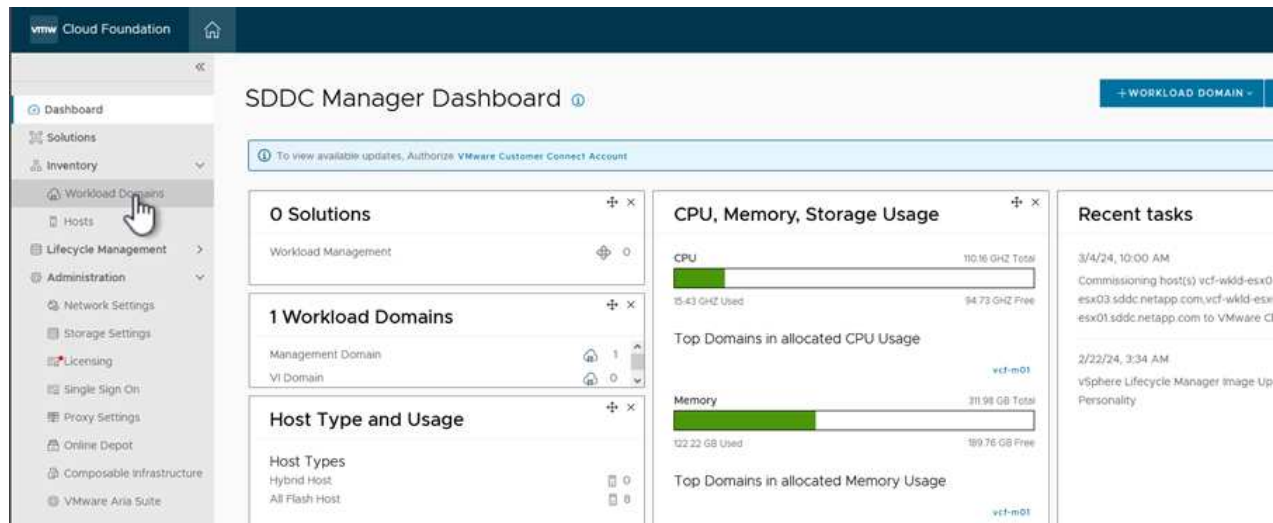 vmw Cloud Foundation
Dashboard
Solutions
Inventory
Workload Domains
Hosts
Lifecycle Management
Administration
Network Settings
Storage Settings
Licensing
Single Sign On
Proxy Settings
Online Depot
Composable Infrastructure
VMware Aria Suite
SDDC Manager Dashboard
+WORKLOAD DOMAIN
To view available updates, Authorize VMware Customer Connect Account
0 Solutions
Workload Management 0
1 Workload Domains
Management Domain 1
VI Domain 0
Host Type and Usage
Host Types
Hybrid Host 0
All Flash Host 8
CPU, Memory, Storage Usage
CPU 110.16 GHZ Total
15.43 GHZ Used 94.73 GHZ Free
Top Domains in allocated CPU Usage
vcf-m01
Memory 311.98 GB Total
122.22 GB Used 189.76 GB Free
Top Domains in allocated Memory Usage
vcf-m01
Recent tasks
3/4/24, 10:00 AM
Commissioning host(s) vcf-wkld-esx0
esx03.sddc.netapp.com,vcf-wkld-esx
esx01.sddc.netapp.com to VMware Cl
2/22/24, 3:34 AM
vSphere Lifecycle Manager Image Up
Personality